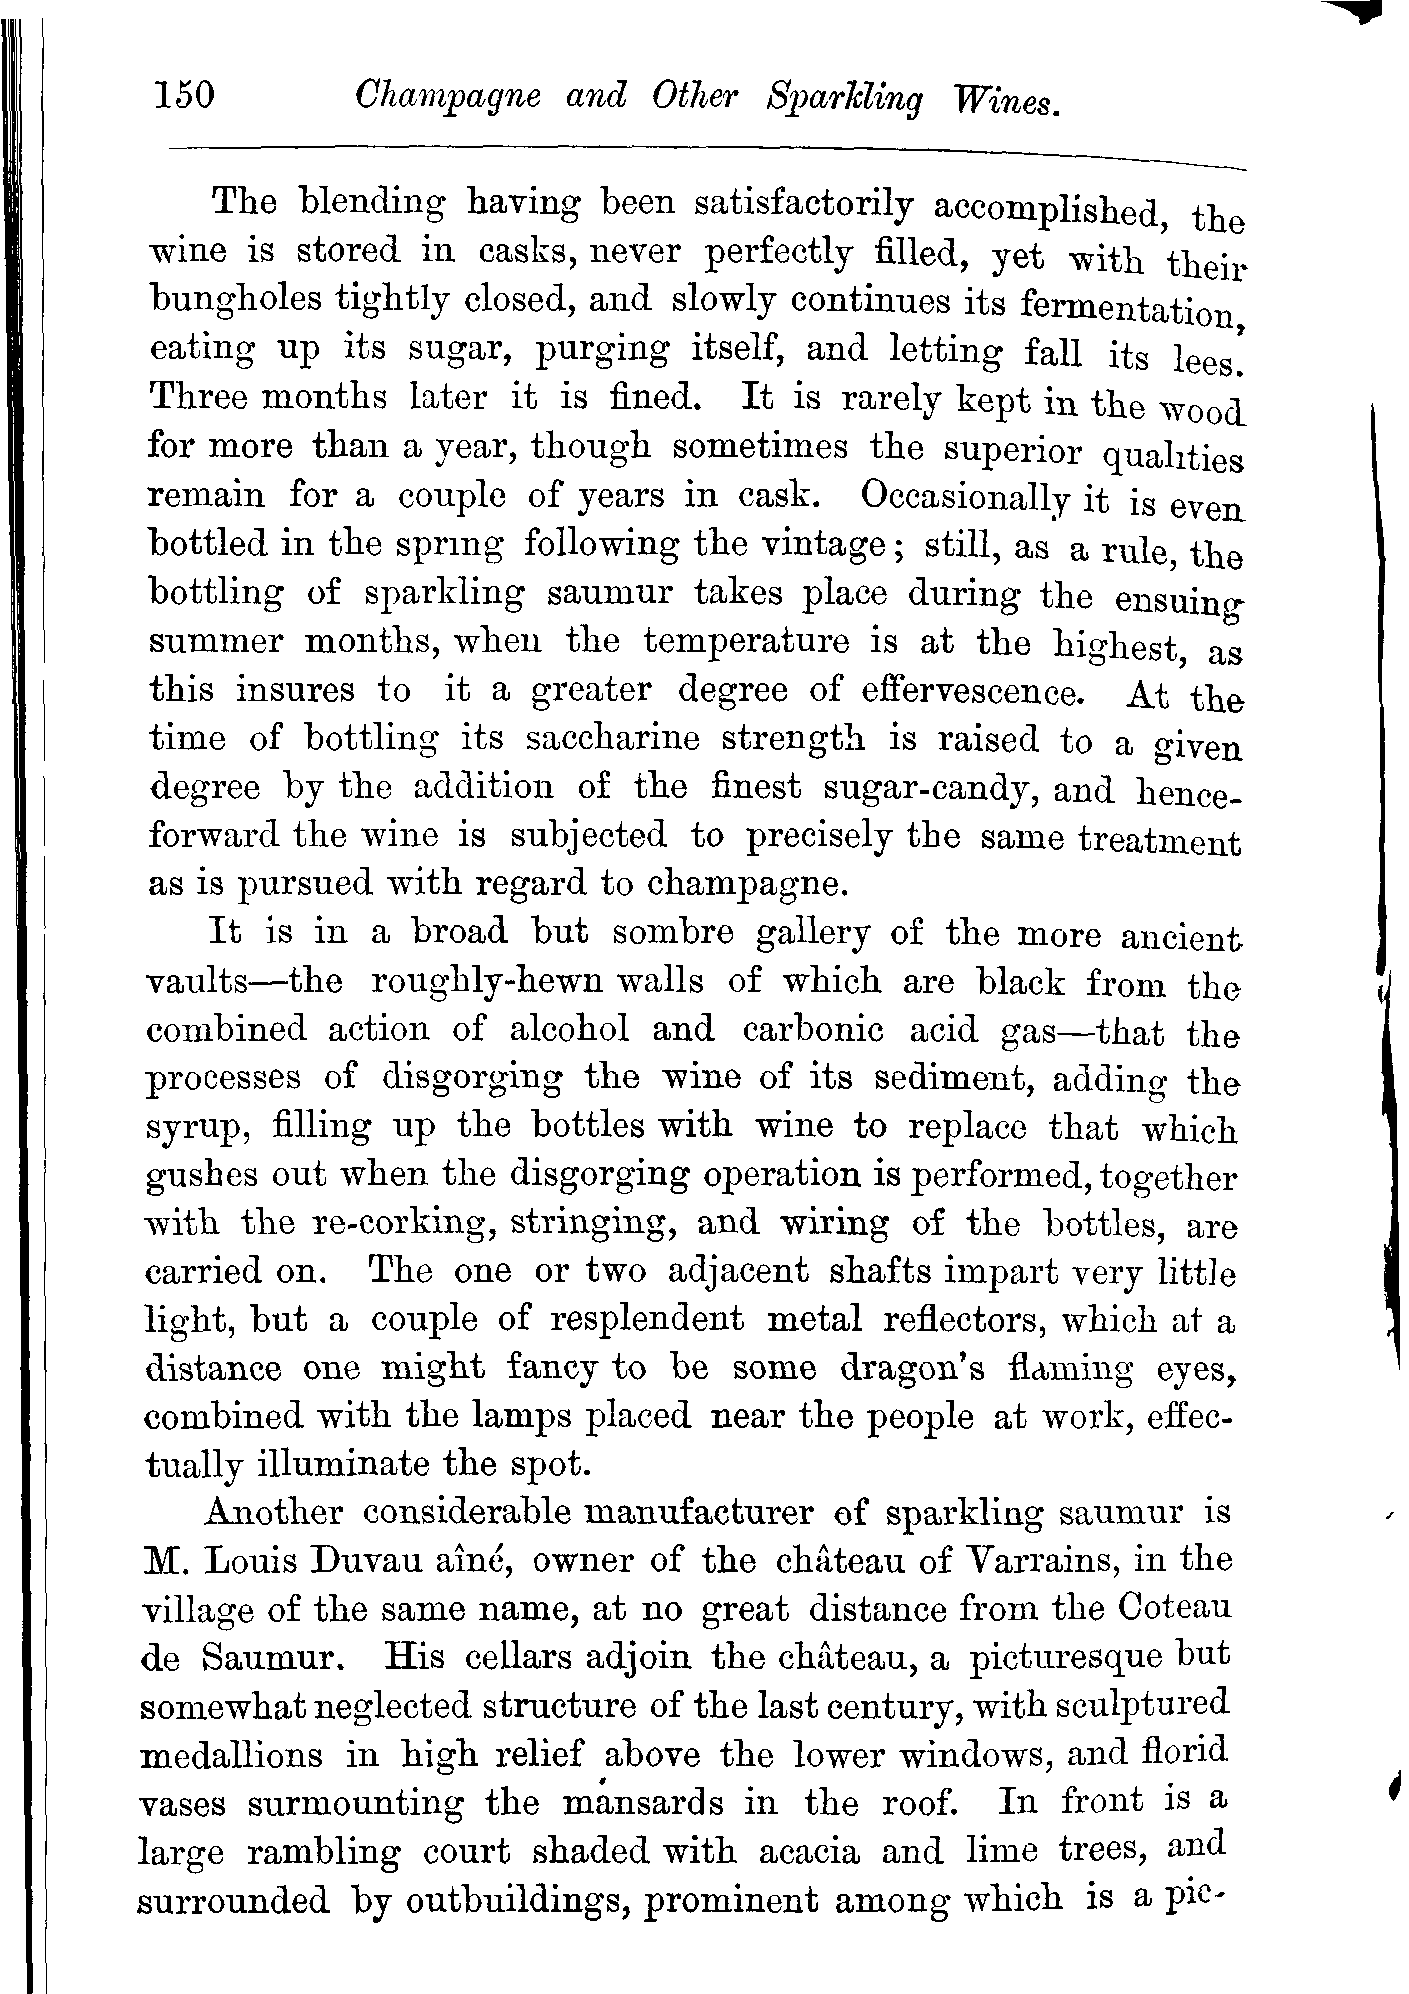 150 Champagne and Other Sparkling Wines.
The blending having been satisfactorily accomplished, the
wine is stored in casks, never perfectly filled, yet with their
bungholes tightly closed, and slowly continues its fermentation,
eating up its sugar, purging itself, and letting fall its lees.
Three months later it is fined. It is rarely kept in the wood
for more than a year, though sometimes the superior qualities
remain for a couple of years in cask. Occasionally it is even
bottled in the spring following the vintage; still, as a rule, the
bottling of sparkling saumur takes place during the ensuing
summer months, when the temperature is at the highest, as
this insures to it a greater degree of effervescence. At the
time of bottling its saccharine strength is raised to a given
degree by the addition of the finest sugar-candy, and hence-
forward the wine is subjected to precisely the same treatment
as is pursued with regard to champagne.
It is in a broad but sombre gallery of the more ancient
vaults—the roughly-hewn walls of which are black from the
combined action of alcohol and carbonic acid gas—that the
processes of disgorging the wine of its sediment, adding the
syrup, filling up the bottles with wine to replace that which
gushes out when the disgorging operation is performed, together
with the re-corking, stringing, and wiring of the bottles, are
carried on. The one or two adjacent shafts impart very little
light, but a couple of resplendent metal reflectors, which at a
distance one might fancy to be some dragon's flaming eyes,
combined with the lamps placed near the people at work, effec-
tually illuminate the spot.
Another considerable manufacturer of sparkling saumur is
M. Louis Duvau aîné, owner of the château of Varrains, in the
village of the same name, at no great distance from the Coteau
de Saumur. His cellars adjoin the château, a picturesque but
somewhat neglected structure of the last century, with sculptured
medallions in high relief above the lower windows, and florid
vases surmounting the mansards in the roof. In front is a
large rambling court shaded with acacia and lime trees, and
surrounded by outbuildings, prominent among which is a pic-